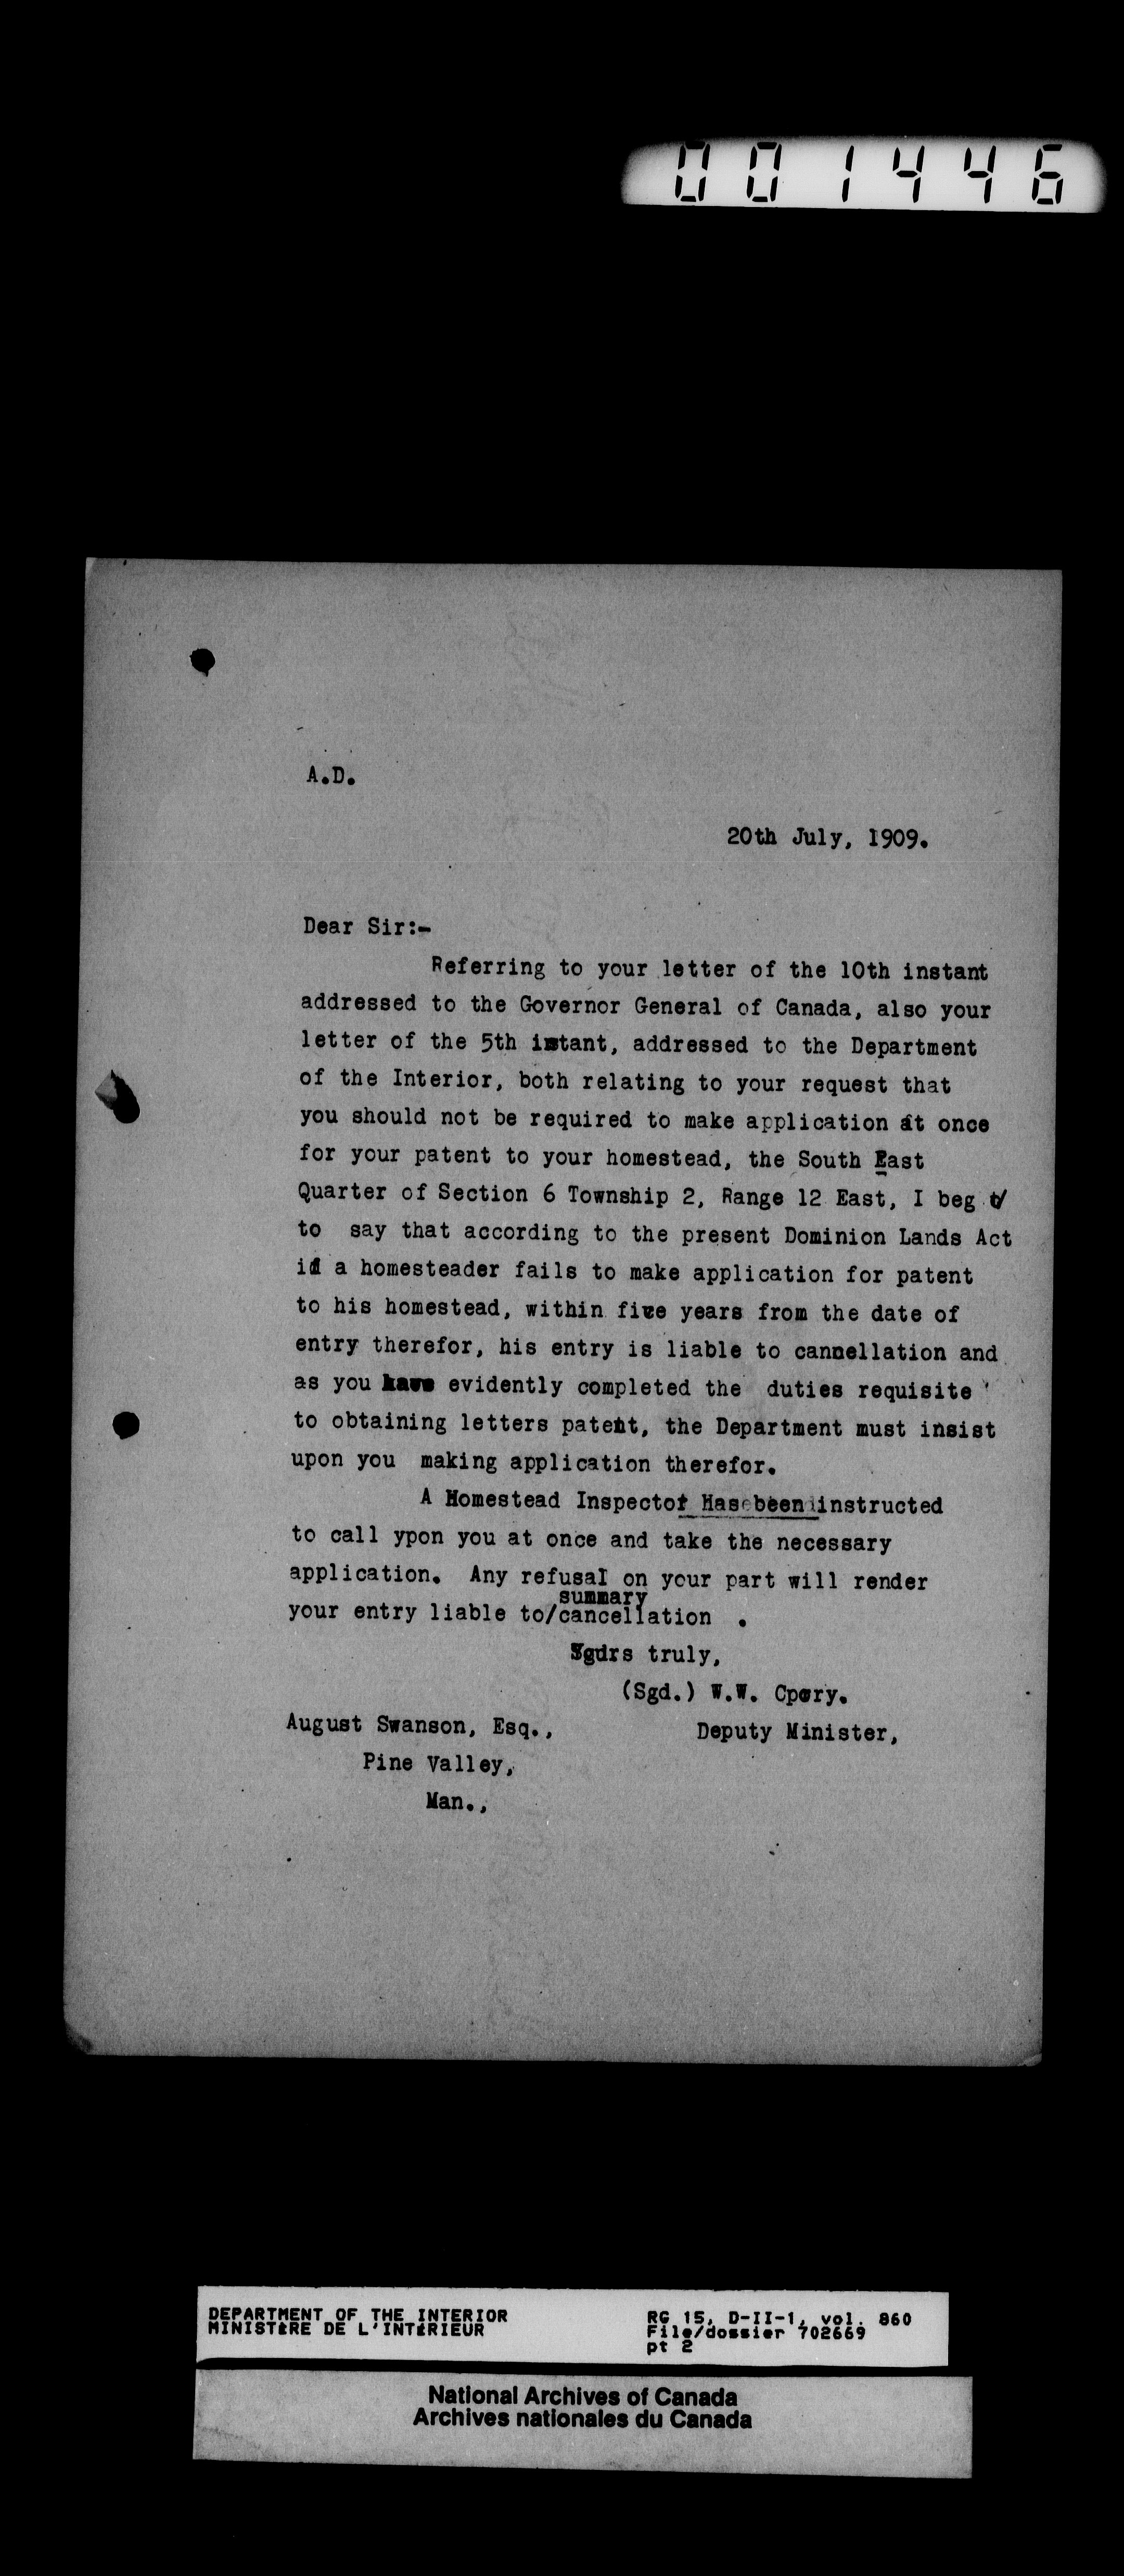 001446
A.D.
20th July, 1909.
Dear Sir:-
Referring to your letter of the 10th instant
addressed to the Governor General of Canada, also your
letter of the 5th intant, addressed to the Department
of the Interior, both relating to your request that
you should not be required to make application at once
for your patent to your homestead, the South East
Quarter of Section 6 Township 2, Range 12 East, I beg
to say that according to the present Dominion Lands Act
if a homesteader fails to make application for patent
to his homestead, within five years from the date of
entry therefor, his entry is liable to cannellation and
as you have evidently completed the duties requisite
to obtaining letters patent, the Department must insist
upon you making application therefor.
A Homestead Inspector Has been instructed
to call ypon you at once and take the necessary
application. Any refusal on your part will render
summary
your entry liable to/cancellation .
truly,
(Sgd.) W.W. Cpory.
August Swanson, Esq.,
Deputy Minister,
Pine Valley,
Man.,
DEPARTMENT OF THE INTERIOR
MINISTÈRE DE L'INTÉRIEUR
RG 15, D-II-1, vol. 860
File/dossier 702669
pt 2
National Archives of Canada
Archives nationales du Canada